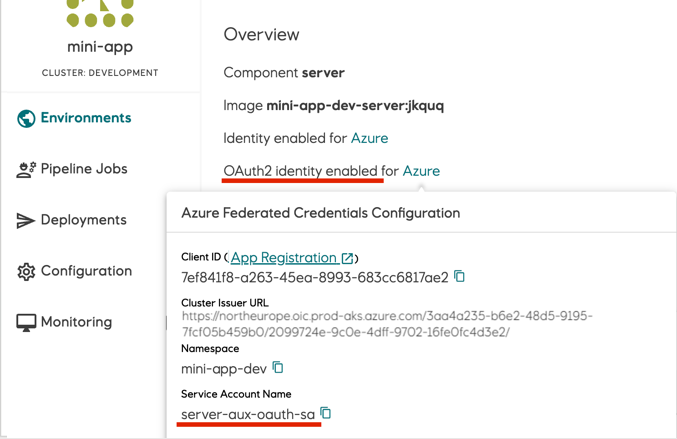 mini-app
CLUSTER: DEVELOPMENT
Environments
Pipeline Jobs
Deployments
Configuration
Monitoring
Overview
Component server
Image mini-app-dev-server:jkquq
Identity enabled for Azure
OAuth2 identity enabled for Azure
Azure Federated Credentials Configuration
Client ID (App Registration)
7ef841f8-a263-45ea-8993-683cc6817ae2
Cluster Issuer URL
https://northeurope.oic.prod-aks.azure.com/3aa4a235-b6e2-48d5-9195-
7fcf05b459b0/2099724e-9c0e-4dff-9702-16fe0fc4d3e2/
Namespace
mini-app-dev
Service Account Name
server-aux-oauth-sa